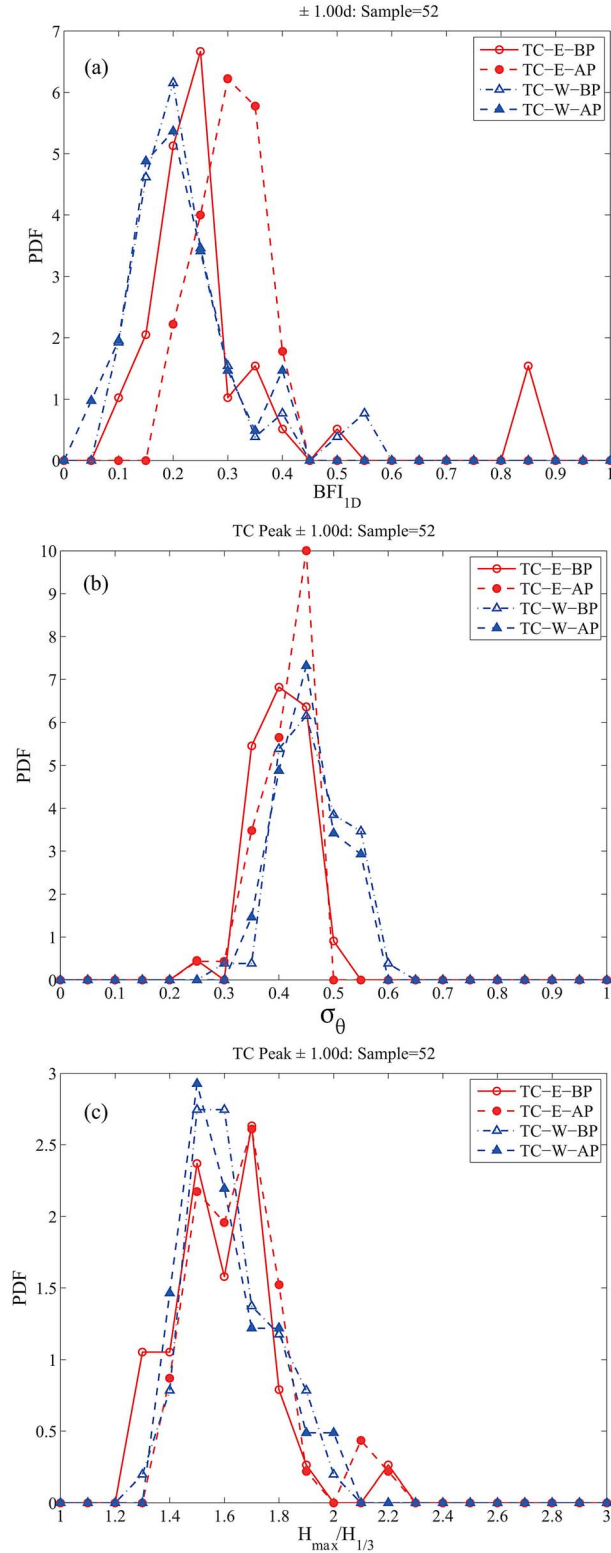 ± 1.00d: Sample=52
(a)
TC−E−BP
TC−E−AP
TC−W−BP
TC−W−AP
PDF
7
6
5
4
3
2
1
0
0 0.1 0.2 0.3 0.4 0.5 0.6 0.7 0.8 0.9 1
BFI1D
TC Peak ± 1.00d: Sample=52
(b)
TC−E−BP
TC−E−AP
TC−W−BP
TC−W−AP
PDF
10
9
8
7
6
5
4
3
2
1
0
0 0.1 0.2 0.3 0.4 0.5 0.6 0.7 0.8 0.9 1
σθ
TC Peak ± 1.00d: Sample=52
(c)
TC−E−BP
TC−E−AP
TC−W−BP
TC−W−AP
PDF
3
2.5
2
1.5
1
0.5
0
1 1.2 1.4 1.6 1.8 2 2.2 2.4 2.6 2.8 3
Hmax/H1/3